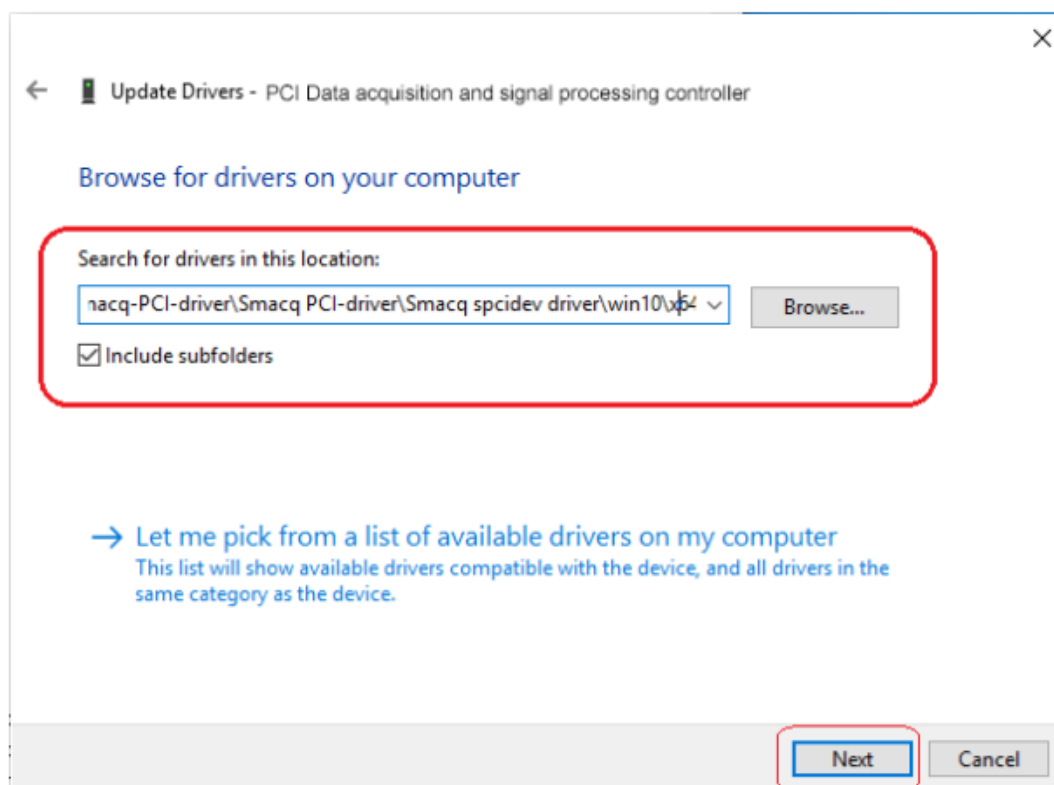 Update Drivers - PCI Data acquisition and signal processing controller
Browse for drivers on your computer
Search for drivers in this location:
macq-PCI-driver\Smacq PCI-driver\Smacq spcidev driver\win10\x64
Browse...
Include subfolders
Let me pick from a list of available drivers on my computer
This list will show available drivers compatible with the device, and all drivers in the
same category as the device.
Next
Cancel